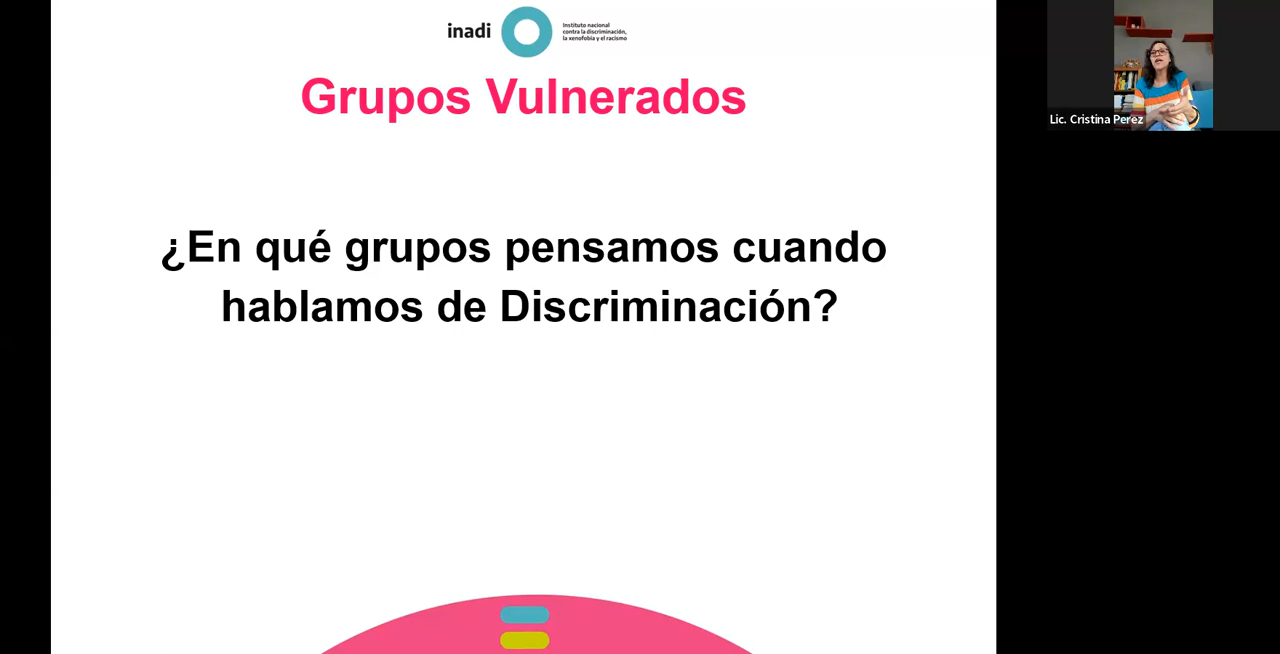 inadi
Instituto nacional
contra la discriminación,
la xenofobia y el racismo
Grupos Vulnerados
¿En qué grupos pensamos cuando
hablamos de Discriminación?
Lic. Cristina Perez